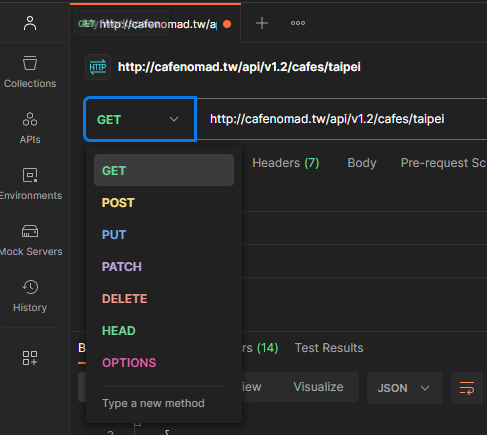 http://cafenomad.tw/a
HTTP
http://cafenomad.tw/api/v1.2/cafes/taipei
GET
http://cafenomad.tw/api/v1.2/cafes/taipei
Collections
APIs
Environments
Mock Servers
History
GET
POST
PUT
PATCH
DELETE
HEAD
OPTIONS
Type a new method
Headers (7)
Body
Pre-request Sc
B
rs (14)
Test Results
iew
Visualize
JSON